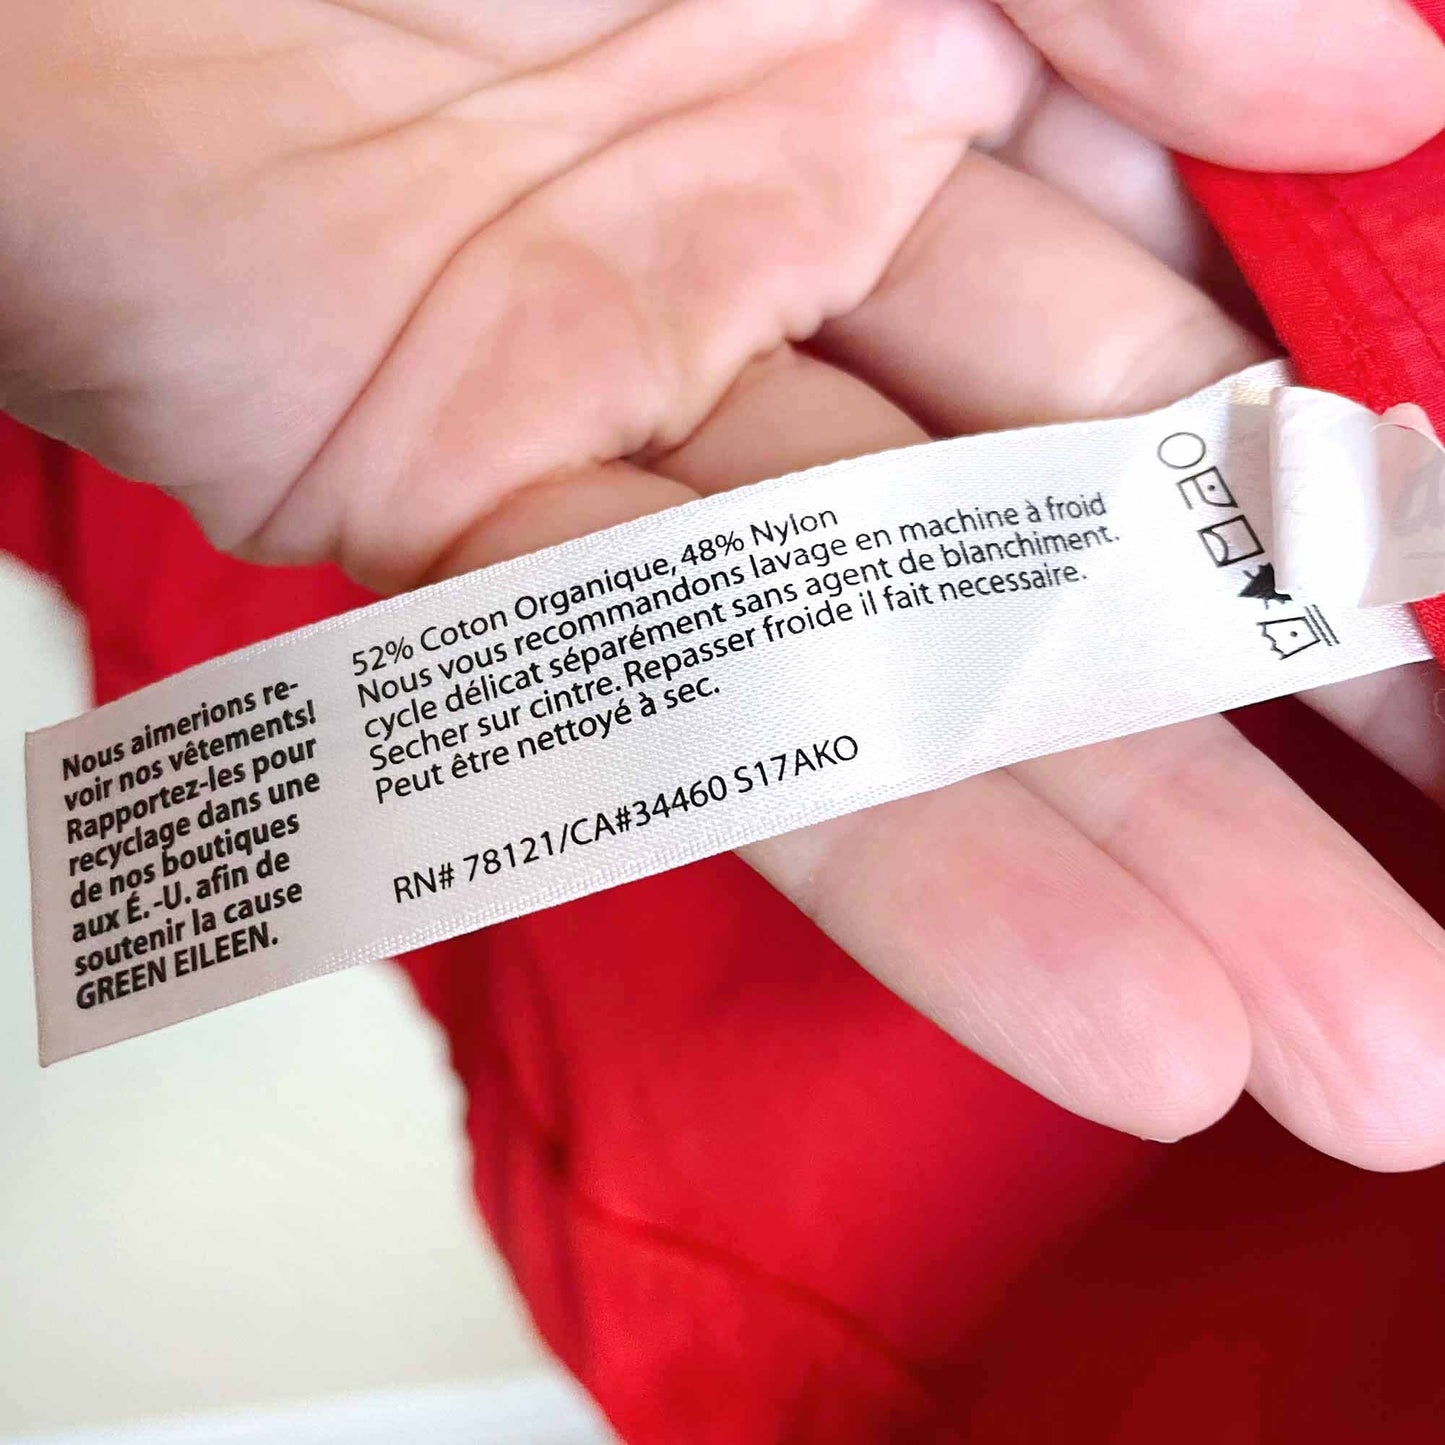 Nous aimerions re-
voir nos vêtements!
Rapportez-les pour
recyclage dans une
de nos boutiques
aux É. -U. afin de
soutenir la cause
GREEN EILEEN.
52% Coton Organique, 48% Nylon
Nous vous recommandons lavage en machine à froid
cycle délicat séparément sans agent de blanchiment.
Secher sur cintre. Repasser froide il fait necessaire.
Peut être nettoyé à sec.
RN# 78121/CA#34460 S17AKO